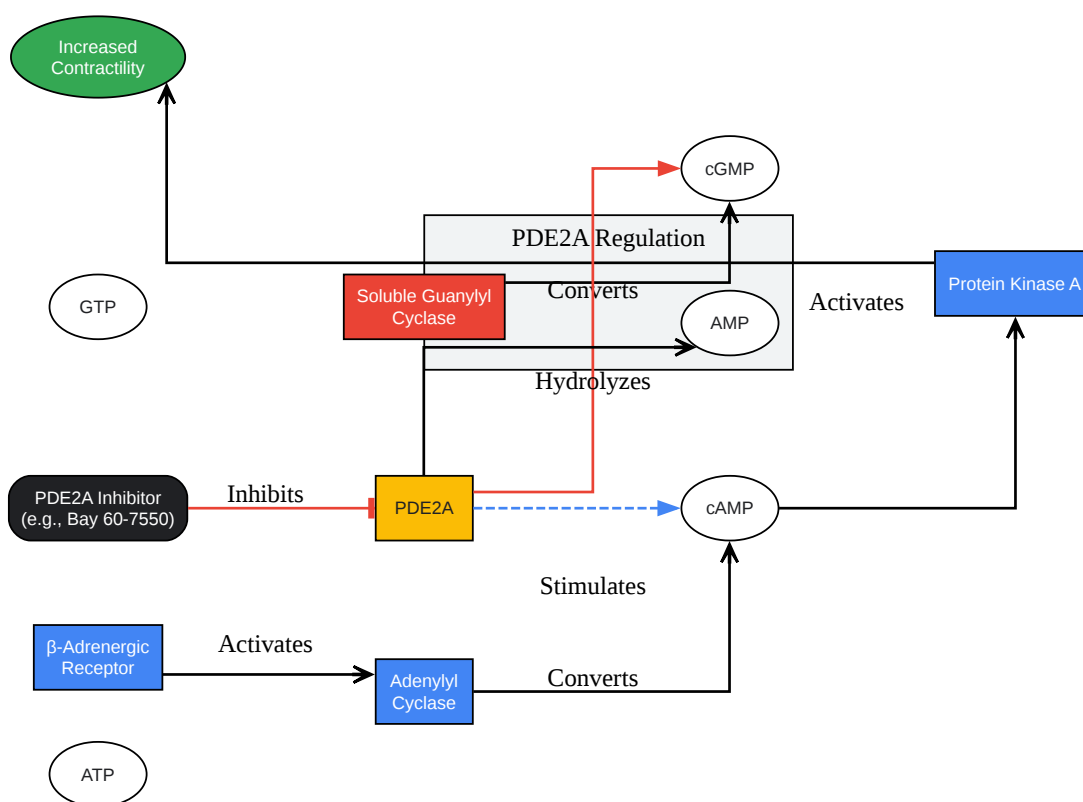 Increased
Contractility
cGMP
PDE2A Regulation
Protein Kinase A
GTP
Soluble Guanylyl
Cyclase
Converts
AMP
Activates
Hydrolyzes
PDE2A Inhibitor
(e.g., Bay 60-7550)
Inhibits
PDE2A
cAMP
Stimulates
β-Adrenergic
Receptor
Activates
Adenylyl
Cyclase
Converts
ATP